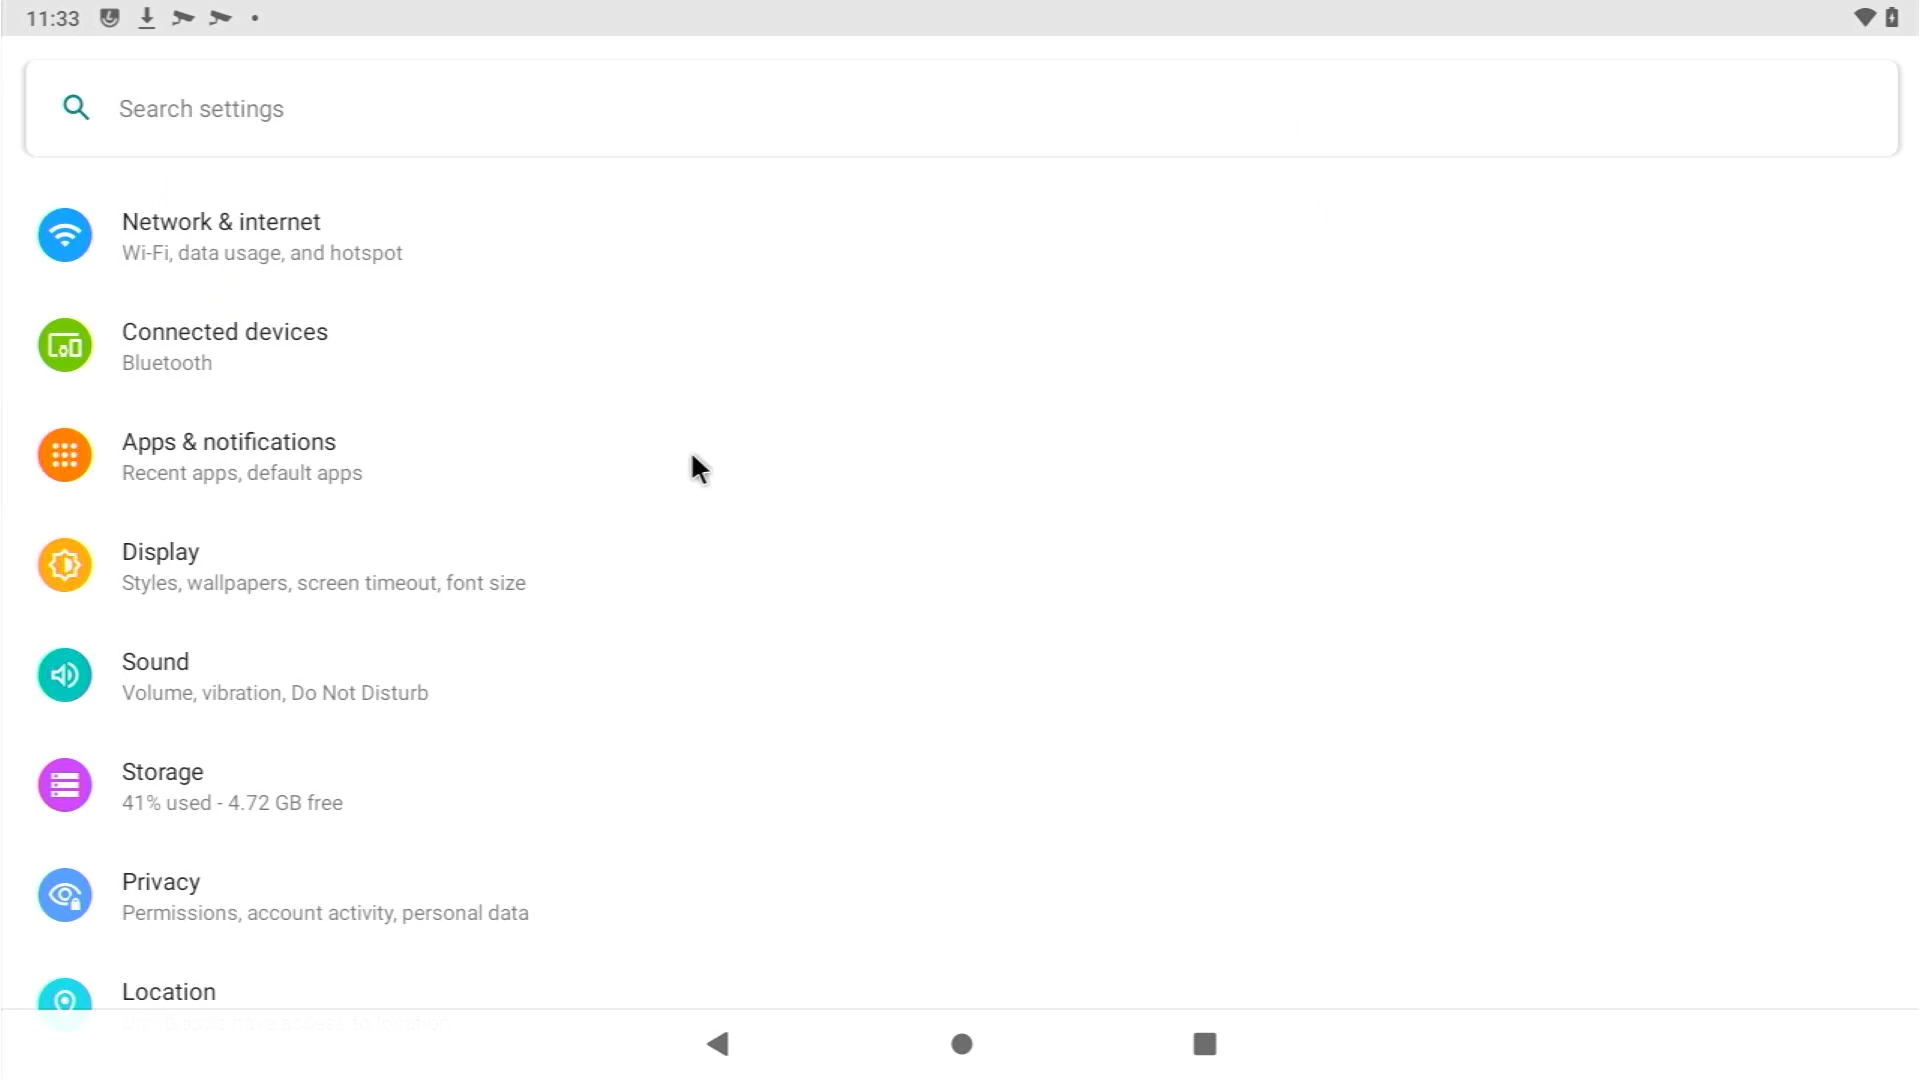 11:33
Search settings
Network & internet
Wi-Fi, data usage, and hotspot
Connected devices
Bluetooth
Apps & notifications
Recent apps, default apps
Display
Styles, wallpapers, screen timeout, font size
Sound
Volume, vibration, Do Not Disturb
Storage
41% used - 4.72 GB free
Privacy
Permissions, account activity, personal data
Location